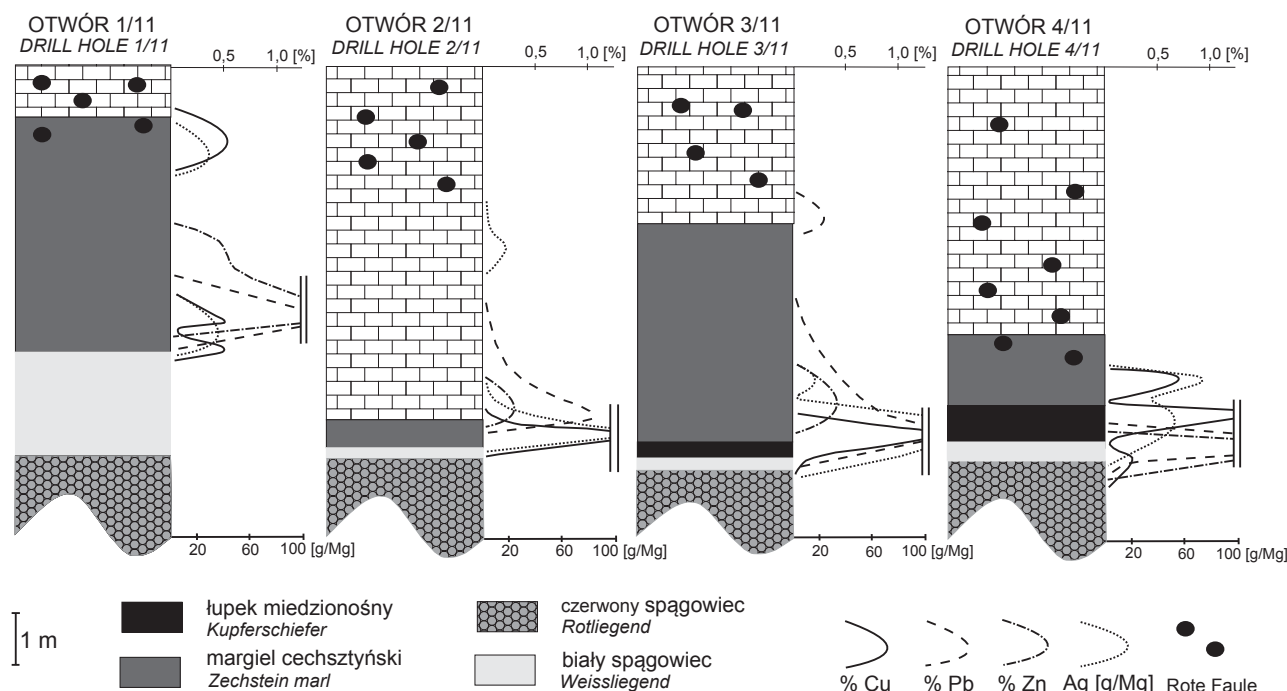 OTWÓR 1/11
DRILL HOLE 1/11
0,5 1,0 [%]
OTWÓR 2/11
DRILL HOLE 2/11
0,5 1,0 [%]
OTWÓR 3/11
DRILL HOLE 3/11
0,5 1,0 [%]
OTWÓR 4/11
DRILL HOLE 4/11
0,5 1,0 [%]
20 60 100 [g/Mg]
20 60 100 [g/Mg]
20 60 100 [g/Mg]
20 60 100 [g/Mg]
1 m
łupek miedzionośny
Kupferschiefer
margiel cechsztyński
Zechstein marl
czerwony spągowiec
Rotliegend
biały spągowiec
Weissliegend
% Cu
% Pb
% Zn
Ag [g/Mg]
Rote Faule